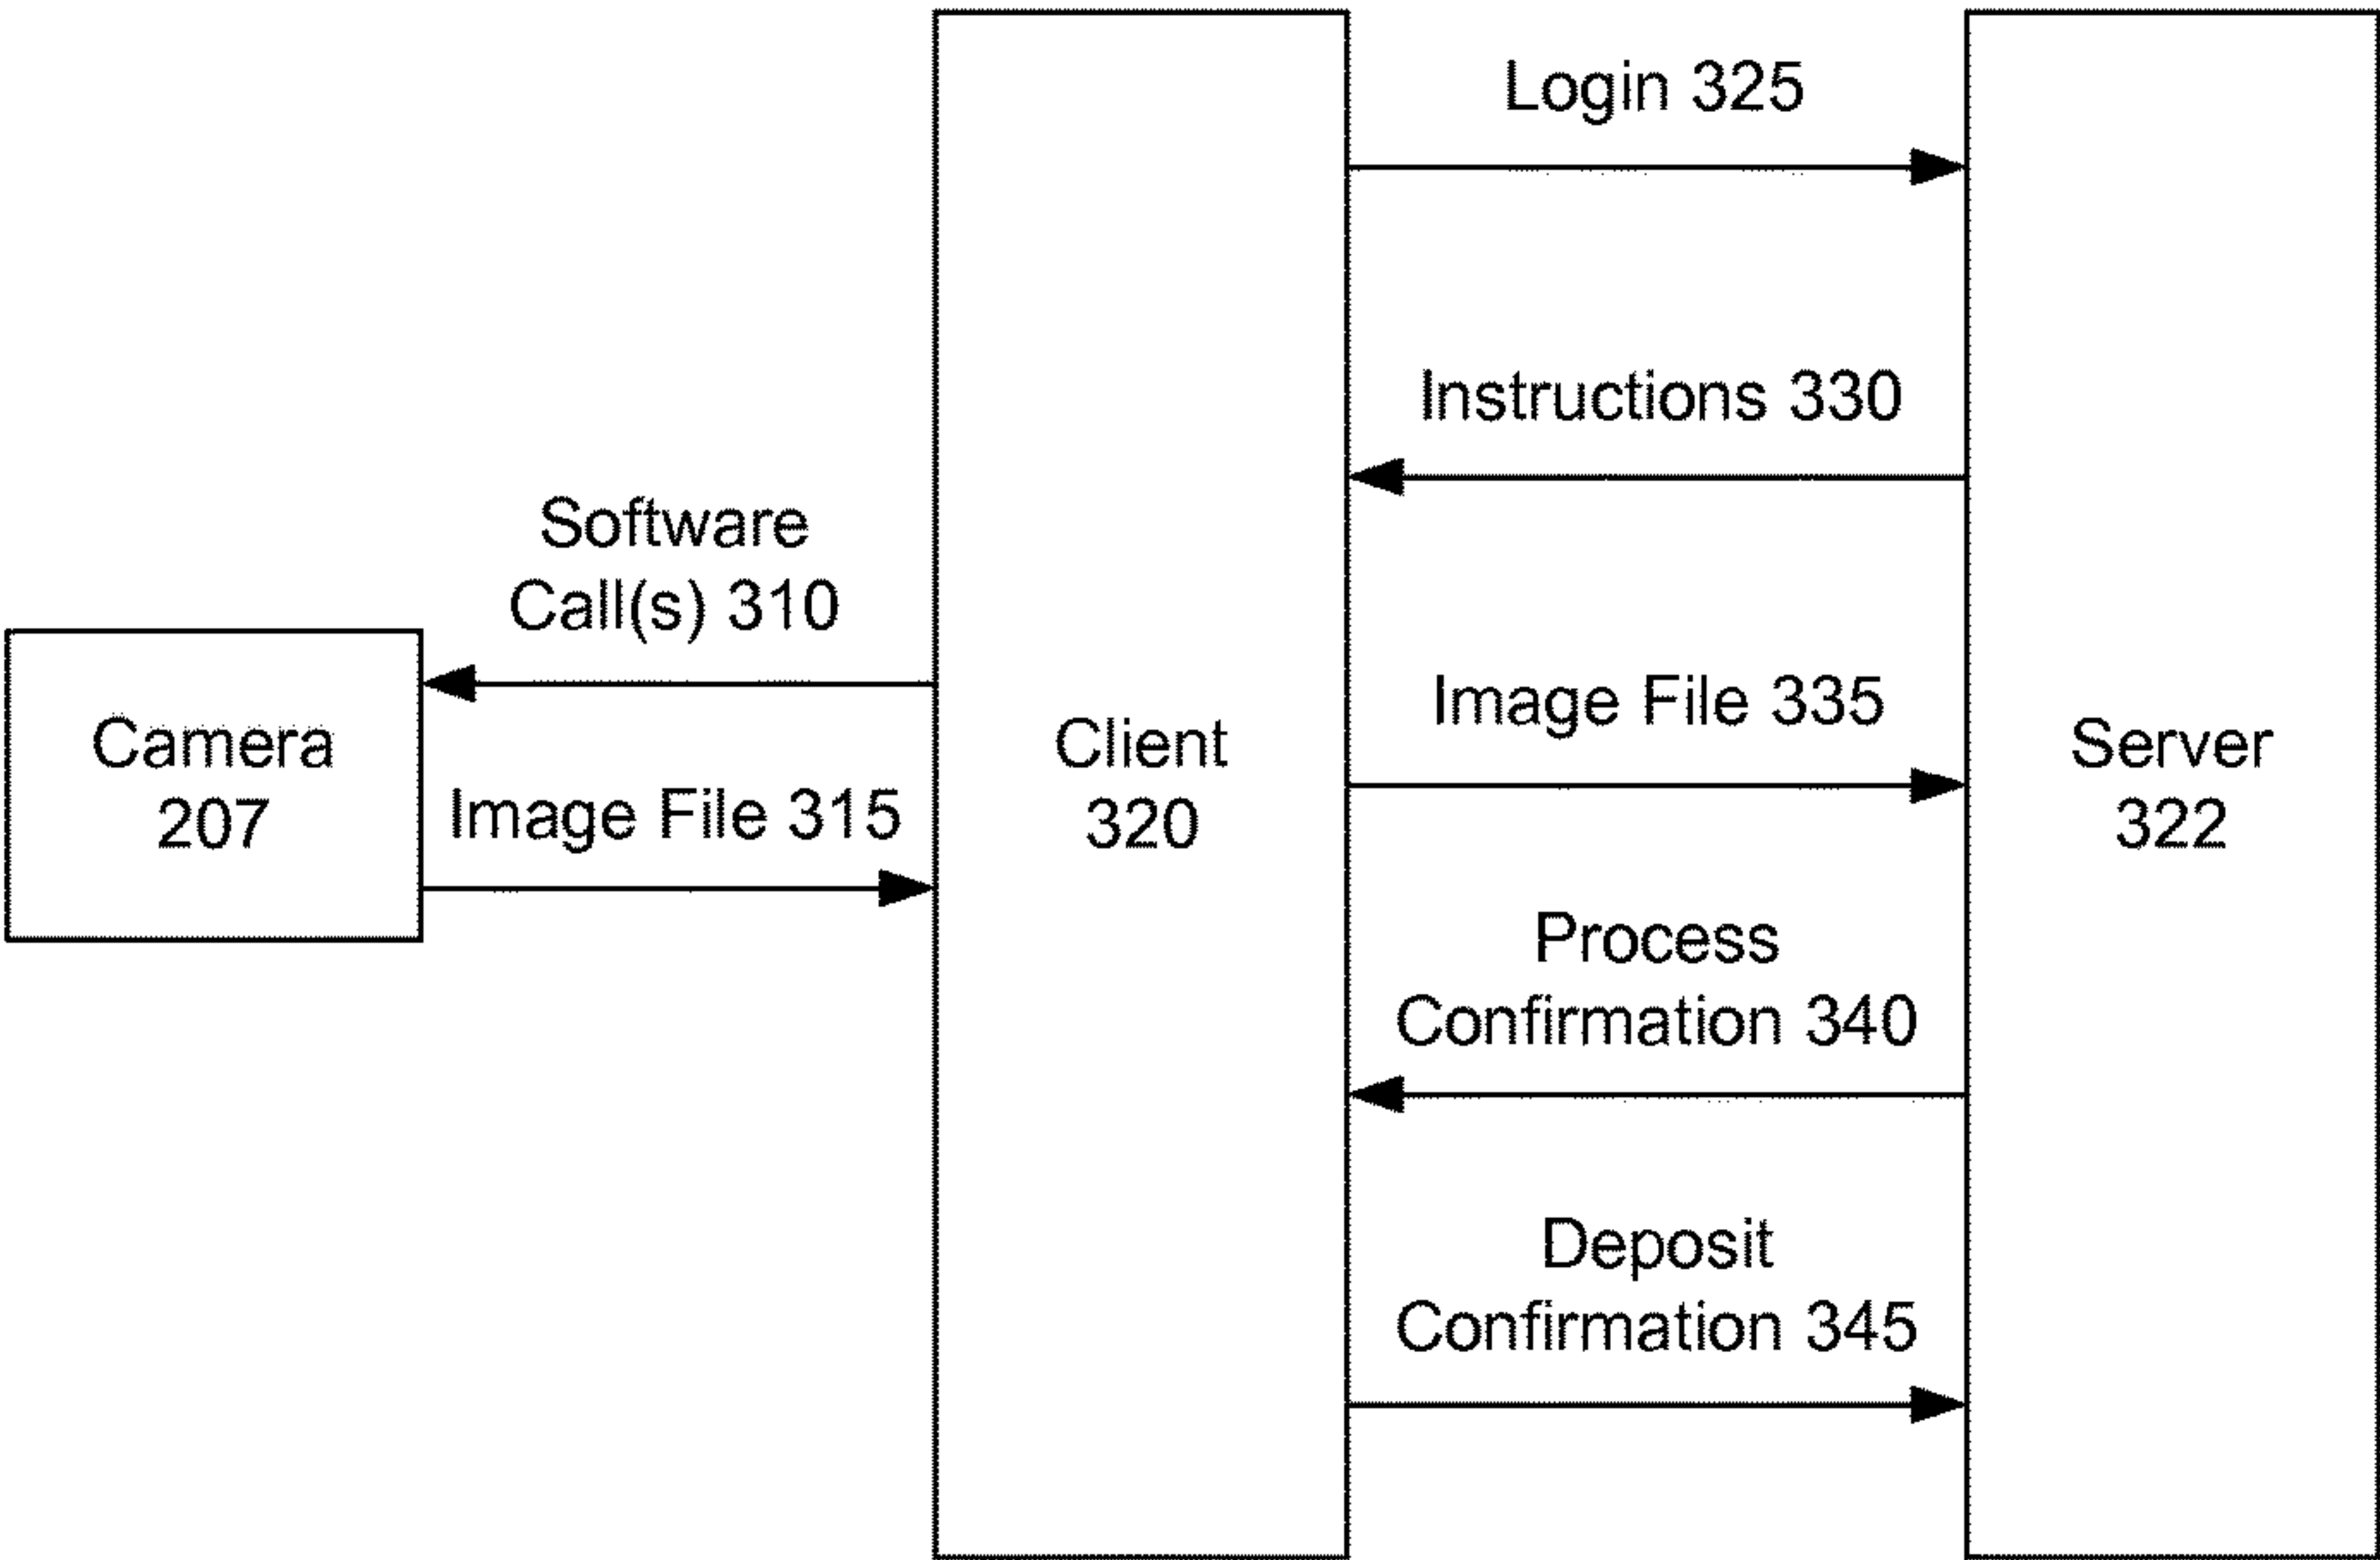 Login 325
Instructions 330
Software
Call(s) 310
Image File 335
Camera
207
Image File 315
Client
320
Server
322
Process
Confirmation 340
Deposit
Confirmation 345